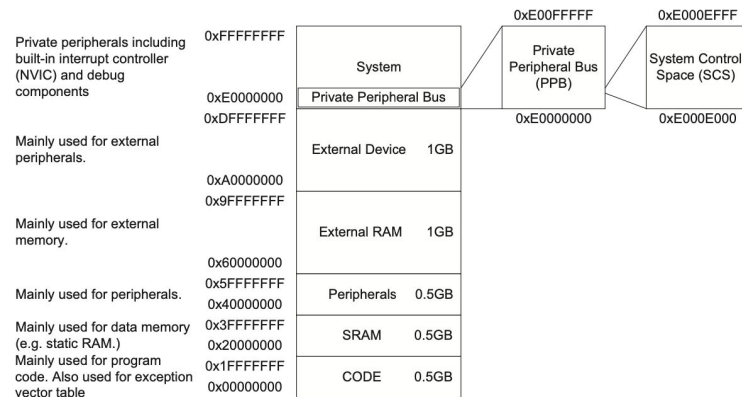 0xE00FFFFF
0xE000EFFF
Private peripherals including
built-in interrupt controller
(NVIC) and debug
components
0xFFFFFFFF
0xE0000000
System
Private Peripheral Bus
Private
Peripheral Bus
(PPB)
System Control
Space (SCS)
0xE0000000
0xE000E000
Mainly used for external
peripherals.
0xDFFFFFFF
0xA0000000
External Device 1GB
Mainly used for external
memory.
0x9FFFFFFF
0x60000000
External RAM 1GB
Mainly used for peripherals.
0x5FFFFFFF
0x40000000
Peripherals 0.5GB
Mainly used for data memory
(e.g. static RAM.)
0x3FFFFFFF
0x20000000
SRAM 0.5GB
Mainly used for program
code. Also used for exception
vector table
0x1FFFFFFF
0x00000000
CODE 0.5GB